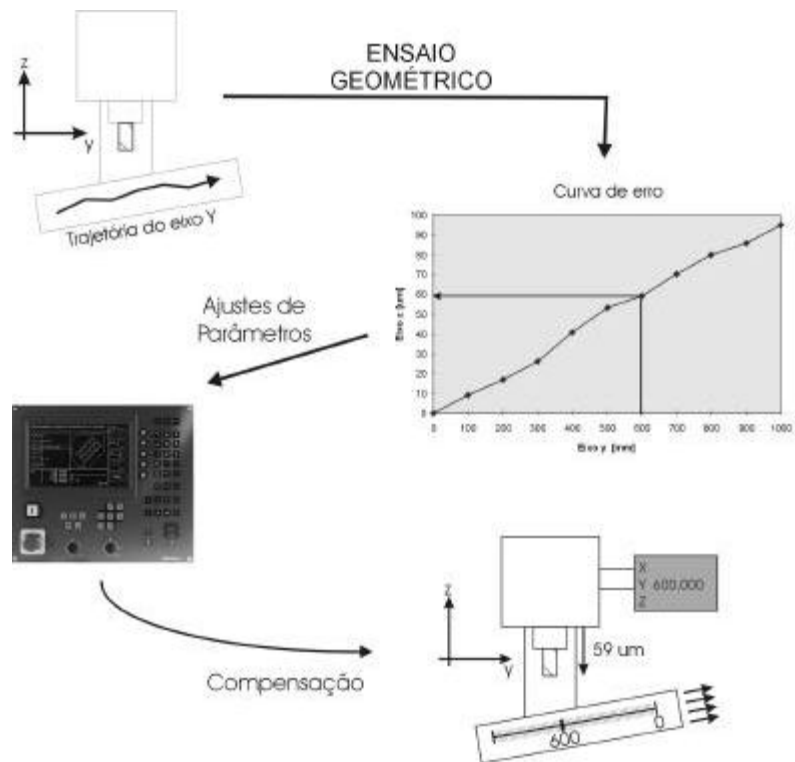 ENSAIO
GEOMÉTRICO
z
y
Trajetória do eixo Y
Curva de erro
100
90
80
70
60
50
40
30
20
10
0
Eixo z [um]
0 100 200 300 400 500 600 700 800 900 1000
Eixo y [mm]
Ajustes de
Parâmetros
X
Y 600,000
Z
z
y
59 um
600
0
Compensação